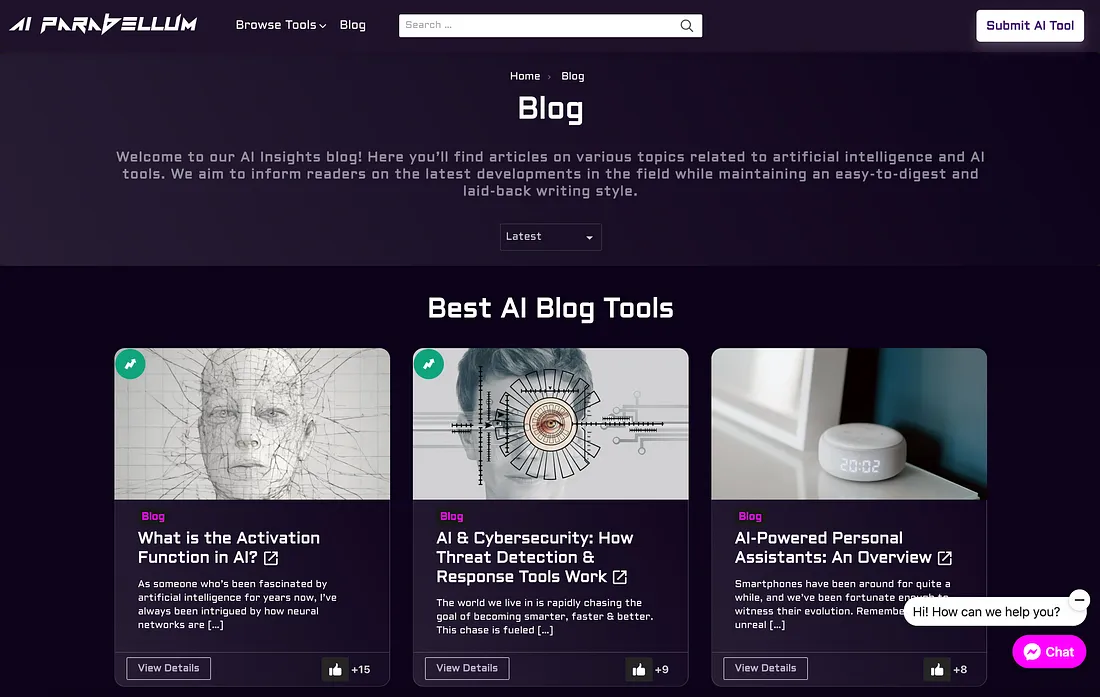 AI PARABELLUM
Browse Tools
Blog
Search ...
Submit AI Tool
Home › Blog
Blog
Welcome to our AI Insights blog! Here you’ll find articles on various topics related to artificial intelligence and AI
tools. We aim to inform readers on the latest developments in the field while maintaining an easy-to-digest and
laid-back writing style.
Latest
Best AI Blog Tools
Blog
What is the Activation
Function in AI?
As someone who’s been fascinated by
artificial intelligence for years now, I’ve
always been intrigued by how neural
networks are [...]
View Details
+15
Blog
AI & Cybersecurity: How
Threat Detection &
Response Tools Work
The world we live in is rapidly chasing the
goal of becoming smarter, faster & better.
This chase is fueled [...]
View Details
+9
20:02
Blog
AI-Powered Personal
Assistants: An Overview
Smartphones have been around for quite a
while, and we’ve been fortunate enough to
witness their evolution.
unreal [...]
View Details
+8
Hi! How can we help you?
Chat